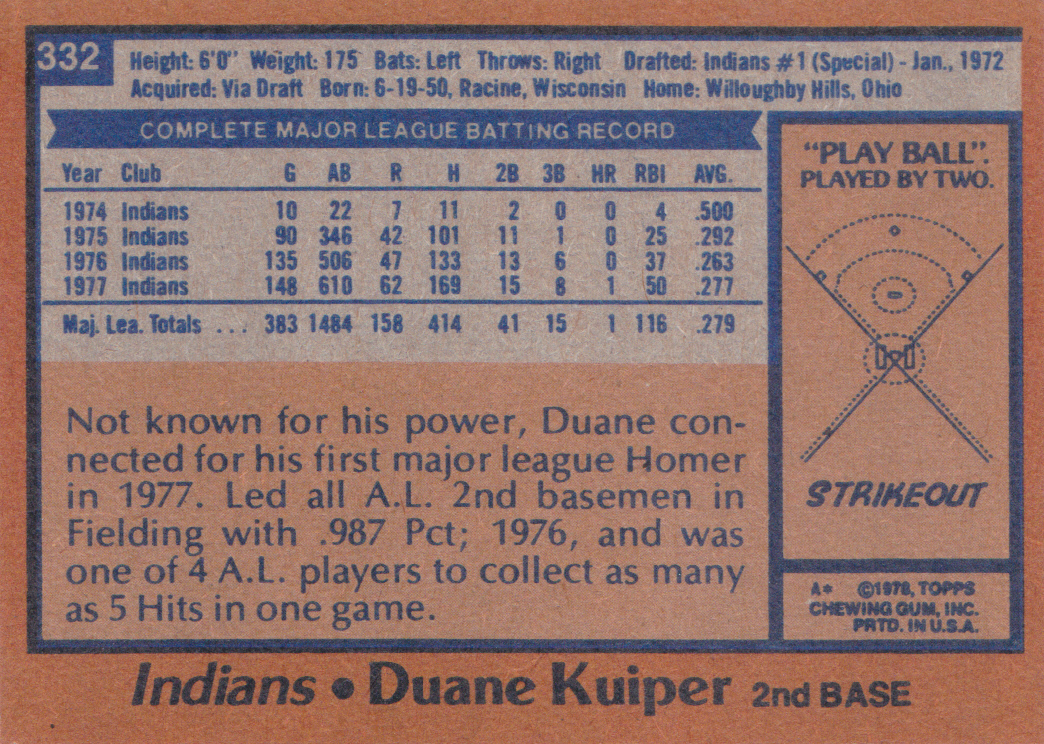 332
Height: 6'0" Weight: 175 Bats: Left Throws: Right Drafted: Indians #1 (Special) - Jan., 1972
Acquired: Via Draft Born: 6-19-50, Racine, Wisconsin Home: Willoughby Hills, Ohio
COMPLETE MAJOR LEAGUE BATTING RECORD
Year Club G AB R H 2B 3B HR RBI AVG.
1974 Indians 10 22 7 11 2 0 0 4 .500
1975 Indians 90 346 42 101 11 1 0 25 .292
1976 Indians 135 506 47 133 13 6 0 37 .263
1977 Indians 148 610 62 169 15 8 1 50 .277
Maj. Lea. Totals ... 383 1484 158 414 41 15 1 116 .279
Not known for his power, Duane con-
nected for his first major league Homer
in 1977. Led all A.L. 2nd basemen in
Fielding with .987 Pct; 1976, and was
one of 4 A.L. players to collect as many
as 5 Hits in one game.
"PLAY BALL".
PLAYED BY TWO.
STRIKEOUT
A* ©1978, TOPPS
CHEWING GUM, INC.
PRTD. IN U.S.A.
Indians • Duane Kuiper 2nd BASE